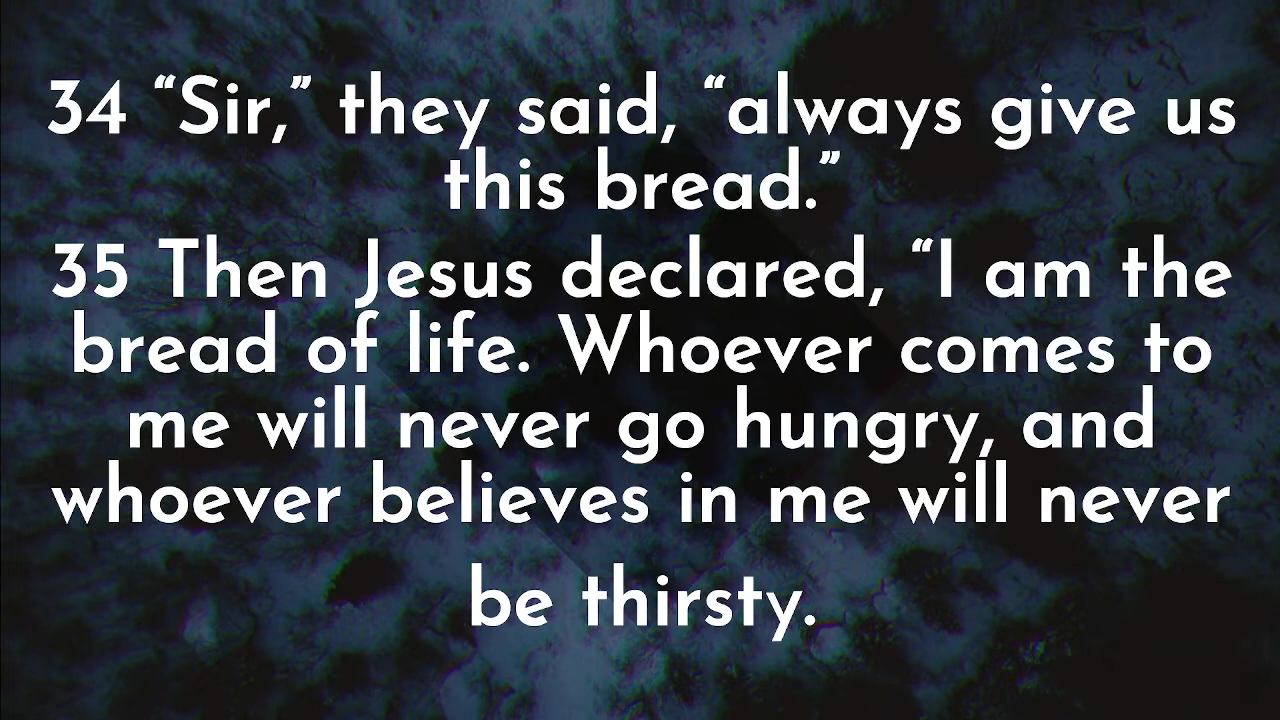 34 “Sir,” they said, “always give us
this bread.”
35 Then Jesus declared, “I am the
bread of life. Whoever comes to
me will never go hungry, and
whoever believes in me will never
be thirsty.